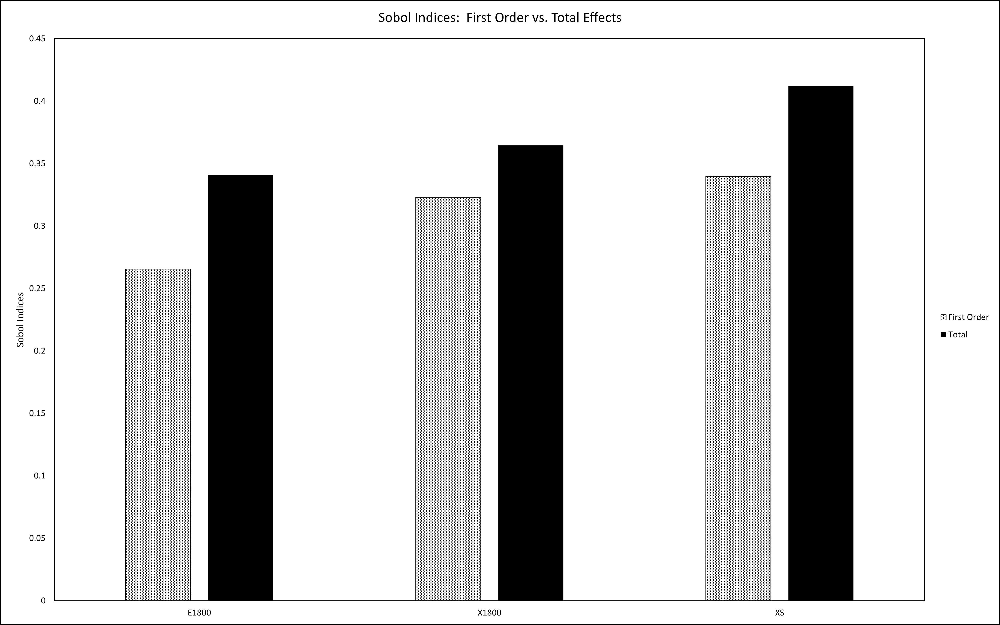 Sobol Indices:  First Order vs. Total Effects
0.45
0.4
0.35
0.3
0.25
0.2
0.15
0.1
0.05
0
Sobol Indices
E1800
X1800
XS
First Order
Total